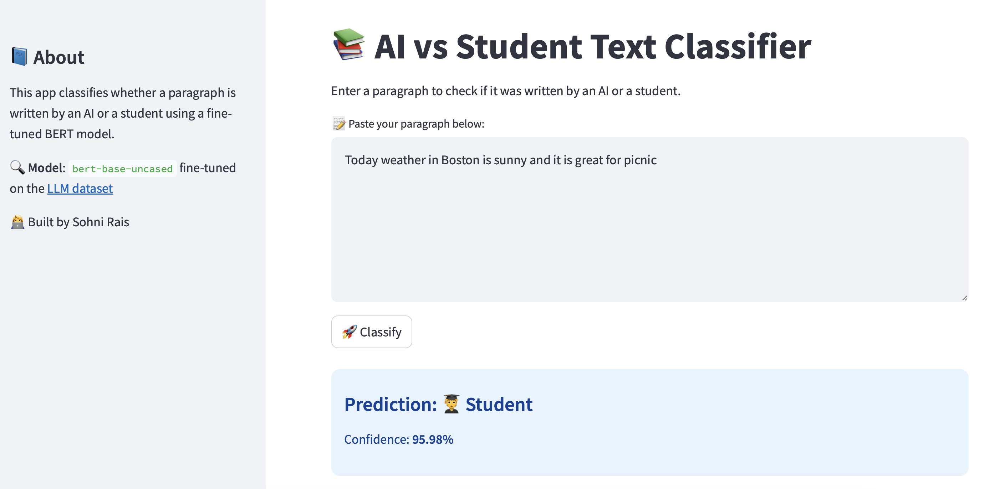 About
This app classifies whether a paragraph is
written by an AI or a student using a fine-
tuned BERT model.
Model: bert-base-uncased fine-tuned
on the LLM dataset
Built by Sohni Rais
AI vs Student Text Classifier
Enter a paragraph to check if it was written by an AI or a student.
Paste your paragraph below:
Today weather in Boston is sunny and it is great for picnic
Classify
Prediction: Student
Confidence: 95.98%